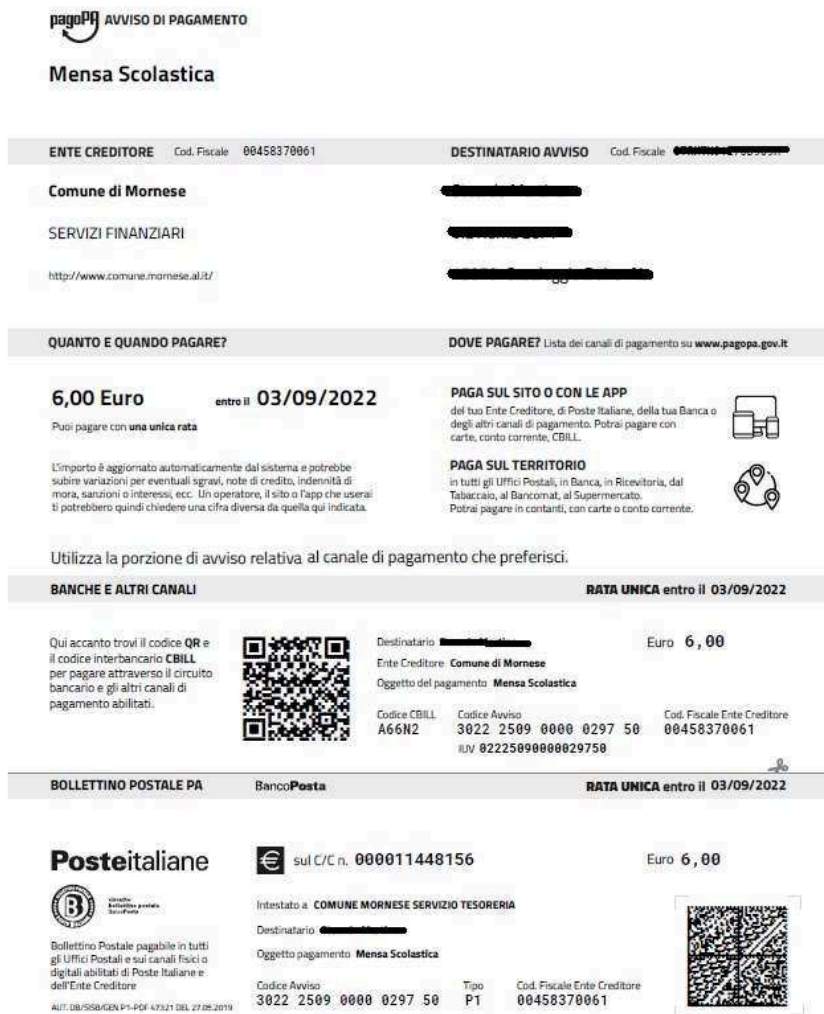 pagoPA AVVISO DI PAGAMENTO
Mensa Scolastica
ENTE CREDITORE Cod. Fiscale 00458370061
DESTINATARIO AVVISO Cod. Fiscale
Comune di Mornese
SERVIZI FINANZIARI
http://www.comune.mornese.al.it/
QUANTO E QUANDO PAGARE?
DOVE PAGARE? Lista dei canali di pagamento su www.pagopa.gov.it
6,00 Euro entro il 03/09/2022
Puoi pagare con una unica rata
L'importo è aggiornato automaticamente dal sistema e potrebbe
subire variazioni per eventuali sgravi, note di credito, indennità di
mora, sanzioni o interessi, ecc. Un operatore, il sito o l'app che userai
ti potrebbero quindi chiedere una cifra diversa da quella qui indicata.
PAGA SUL SITO O CON LE APP
del tuo Ente Creditore, di Poste Italiane, della tua Banca o
degli altri canali di pagamento. Potrai pagare con
carte, conto corrente, CBILL.
PAGA SUL TERRITORIO
in tutti gli Uffici Postali, in Banca, in Ricevitoria, dal
Tabaccaio, al Bancomat, al Supermercato.
Potrai pagare in contanti, con carte o conto corrente.
Utilizza la porzione di avviso relativa al canale di pagamento che preferisci.
BANCHE E ALTRI CANALI
RATA UNICA entro il 03/09/2022
Qui accanto trovi il codice QR e
il codice interbancario CBILL
per pagare attraverso il circuito
bancario e gli altri canali di
pagamento abilitati.
Destinatario
Euro 6,00
Ente Creditore Comune di Mornese
Oggetto del pagamento Mensa Scolastica
Codice CBILL Codice Avviso Cod. Fiscale Ente Creditore
A66N2 3022 2509 0000 0297 50 00458370061
IUV 02225090000029750
BOLLETTINO POSTALE PA BancoPosta RATA UNICA entro il 03/09/2022
Posteitaliane
sul C/C n. 000011448156 Euro 6,00
Intestato a COMUNE MORNESE SERVIZIO TESORERIA
Destinatario
Oggetto pagamento Mensa Scolastica
Bollettino Postale pagabile in tutti
gli Uffici Postali e sui canali fisici o
digitali abilitati di Poste Italiane e
dell'Ente Creditore
AUT. DB/SISB/GEN P1-PDF 47321 DEL 27.05.2019
Codice Avviso Tipo Cod. Fiscale Ente Creditore
3022 2509 0000 0297 50 P1 00458370061